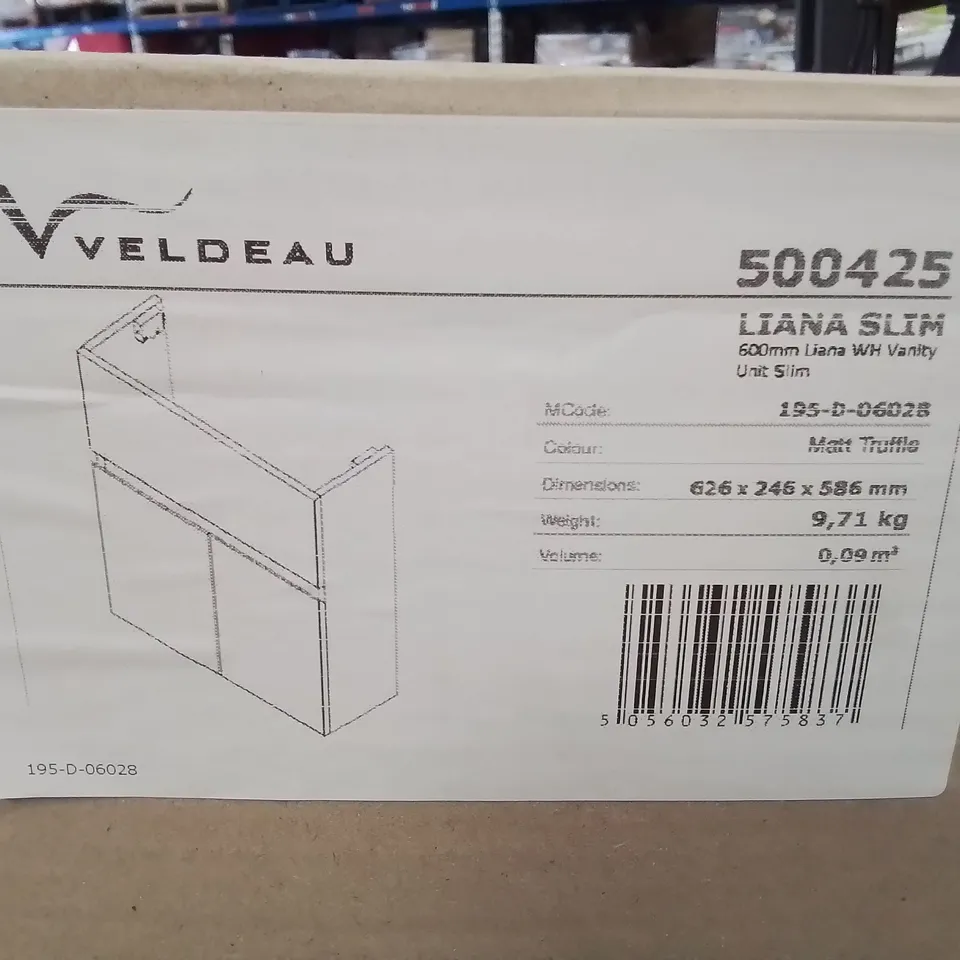 VELDEAU
500425
LIANA SLIM
600mm Liana WH Vanity
Unit Slim
MCode: 195-D-06028
Colour: Matt Truffle
Dimensions: 626 x 246 x 586 mm
Weight: 9,71 kg
Volume: 0,09 m³
5 056032 575837
195-D-06028